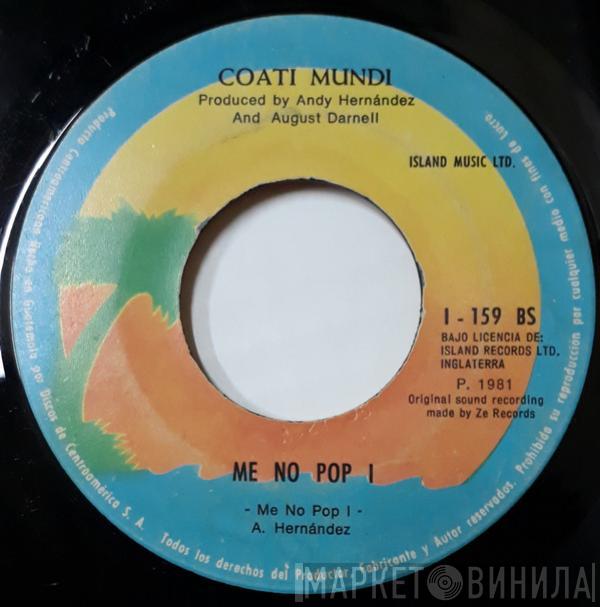 COATI MUNDI
Produced by Andy Hernández
And August Darnell
ISLAND MUSIC LTD.
I - 159 BS
BAJO LICENCIA DE:
ISLAND RECORDS LTD.
INGLATERRA
P. 1981
Original sound recording
made by Ze Records
ME NO POP I
- Me No Pop I -
A. Hernández
Producto Centroamericano Hecho en Guatemala por Discos de Centroamérica S. A. Todos los derechos del Productor, Fabricante y Autor reservados. Prohibida su reproducción por cualquier medio con fines de Lucro.
МАРКЕТ ВИНИЛА